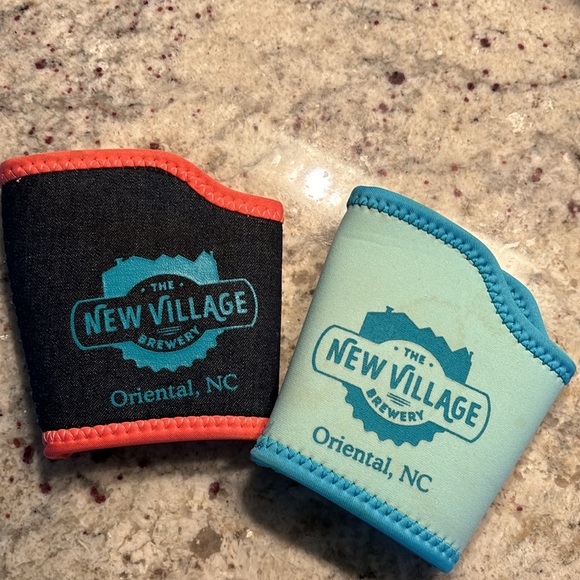 THE
NEW VILLAGE
BREWERY
Oriental, NC
THE
NEW VILLAGE
BREWERY
Oriental, NC